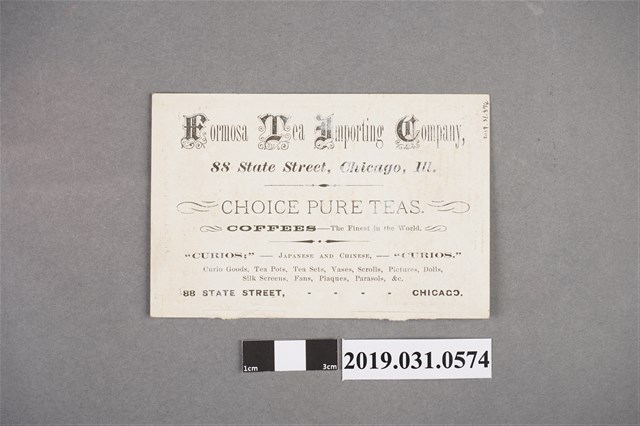 Formosa Tea Importing Company,
88 State Street, Chicago, Ill.
CHOICE PURE TEAS.
COFFEES—The Finest in the World.
"CURIOS:" — JAPANESE AND CHINESE, — "CURIOS."
Curio Goods, Tea Pots, Tea Sets, Vases, Scrolls, Pictures, Dolls,
Silk Screens, Fans, Plaques, Parasols, &c.
88 STATE STREET, - - - - CHICAGO.
1cm 3cm
2019.031.0574